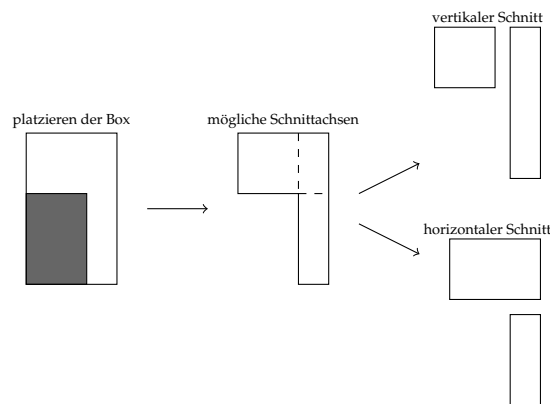 vertikaler Schnitt
platzieren der Box
mögliche Schnittachsen
horizontaler Schnitt